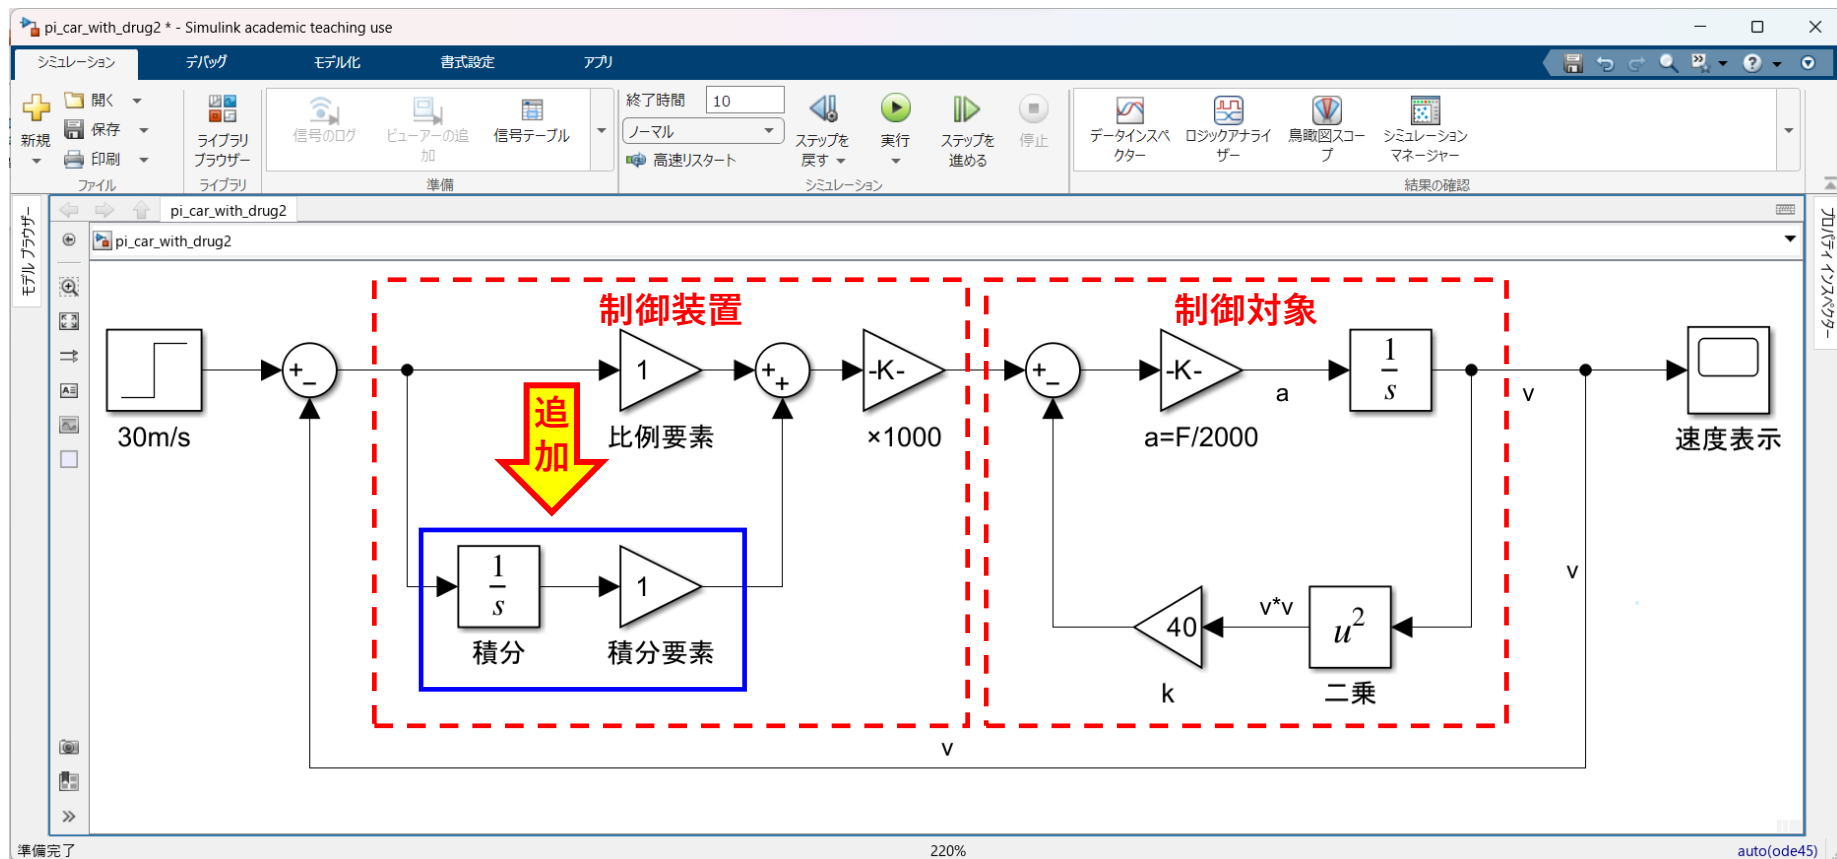 pi_car_with_drug2 * - Simulink academic teaching use
シミュレーション デバッグ モデル化 書式設定 アプリ
新規
開く
保存
印刷
ファイル
ライブラリ
ブラウザー
ライブラリ
信号のログ
ビューアーの追
加
信号テーブル
準備
終了時間 10
ノーマル
高速リスタート
ステップを
戻す
実行
ステップを
進める
停止
シミュレーション
データインスペ
クター
ロジックアナライ
ザー
鳥瞰図スコー
プ
シミュレーション
マネージャー
結果の確認
モデル ブラウザー
pi_car_with_drug2
pi_car_with_drug2
プロパティ インスペクター
制御装置
制御対象
30m/s
+
−
1
比例要素
+
+
-K-
×1000
+
−
-K-
a=F/2000
a
1
s
v
速度表示
追
加
1
s
積分
1
積分要素
40
k
v*v
u²
二乗
v
v
準備完了
220%
auto(ode45)